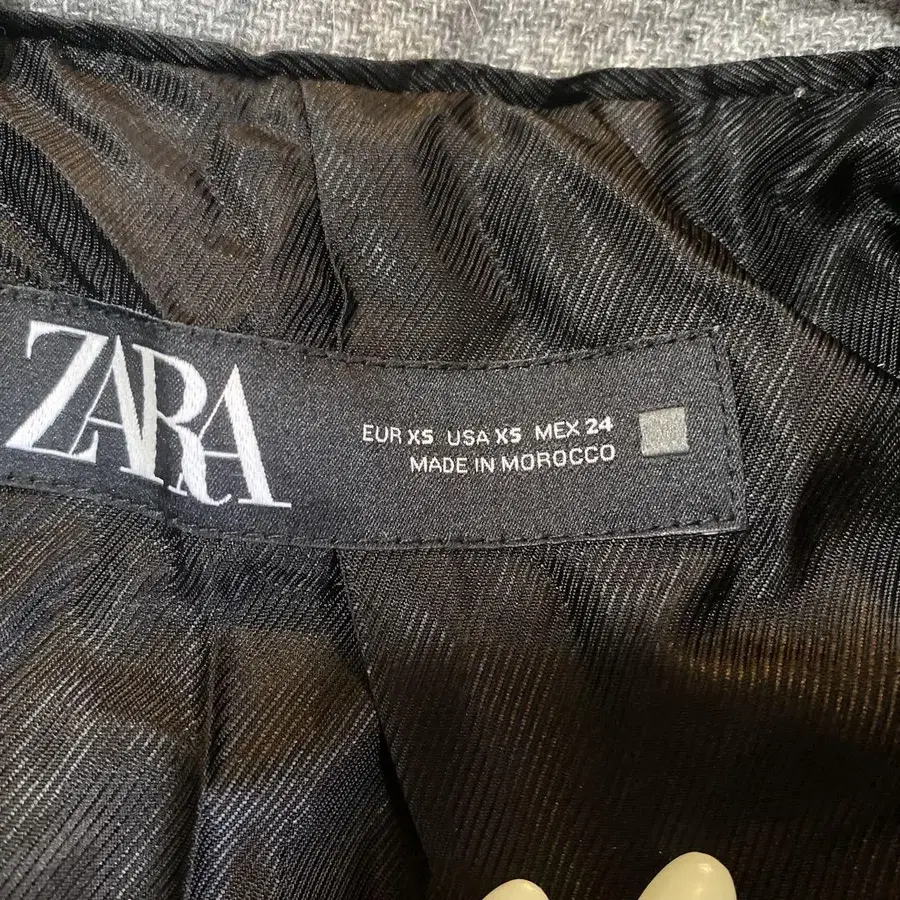 ZARA
EUR XS USA XS MEX 24
MADE IN MOROCCO